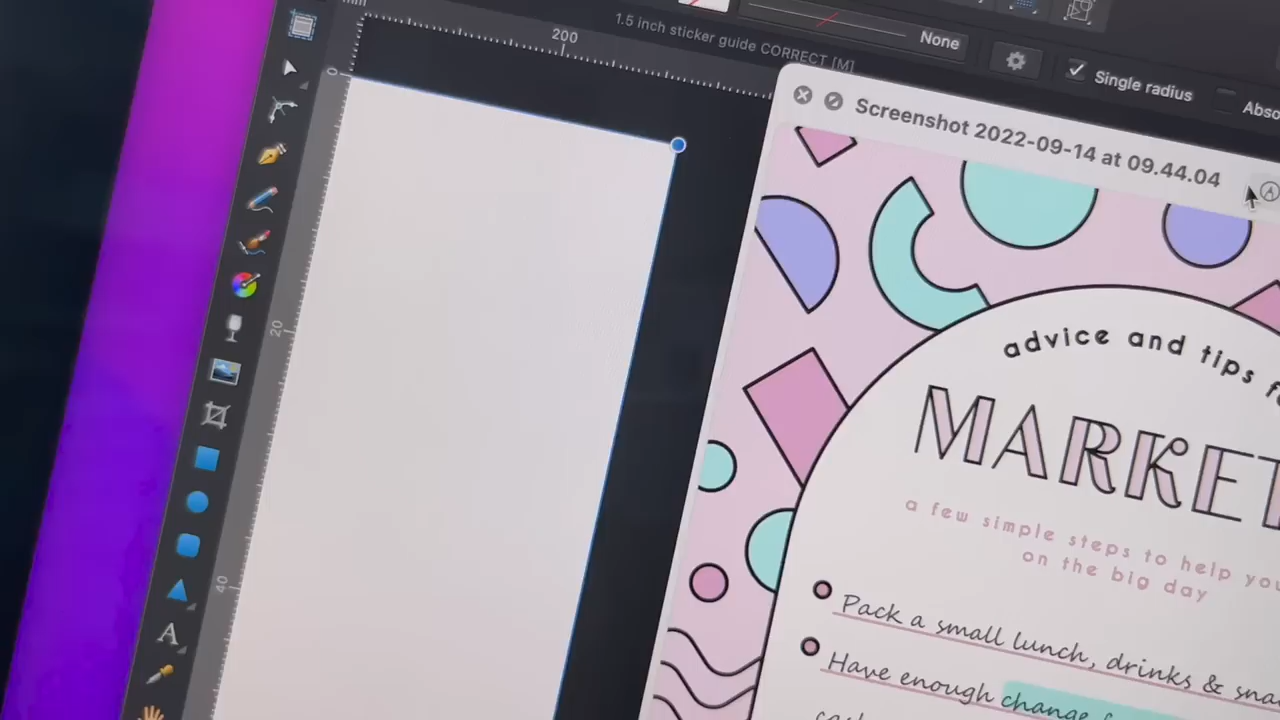 mm
200
1.5 inch sticker guide CORRECT [M]
None
Single radius
0
Screenshot 2022-09-14 at 09.44.04
20
advice and tips
MARKET
a few simple steps to help you
on the big day
40
Pack a small lunch, drinks &
Have enough change
A